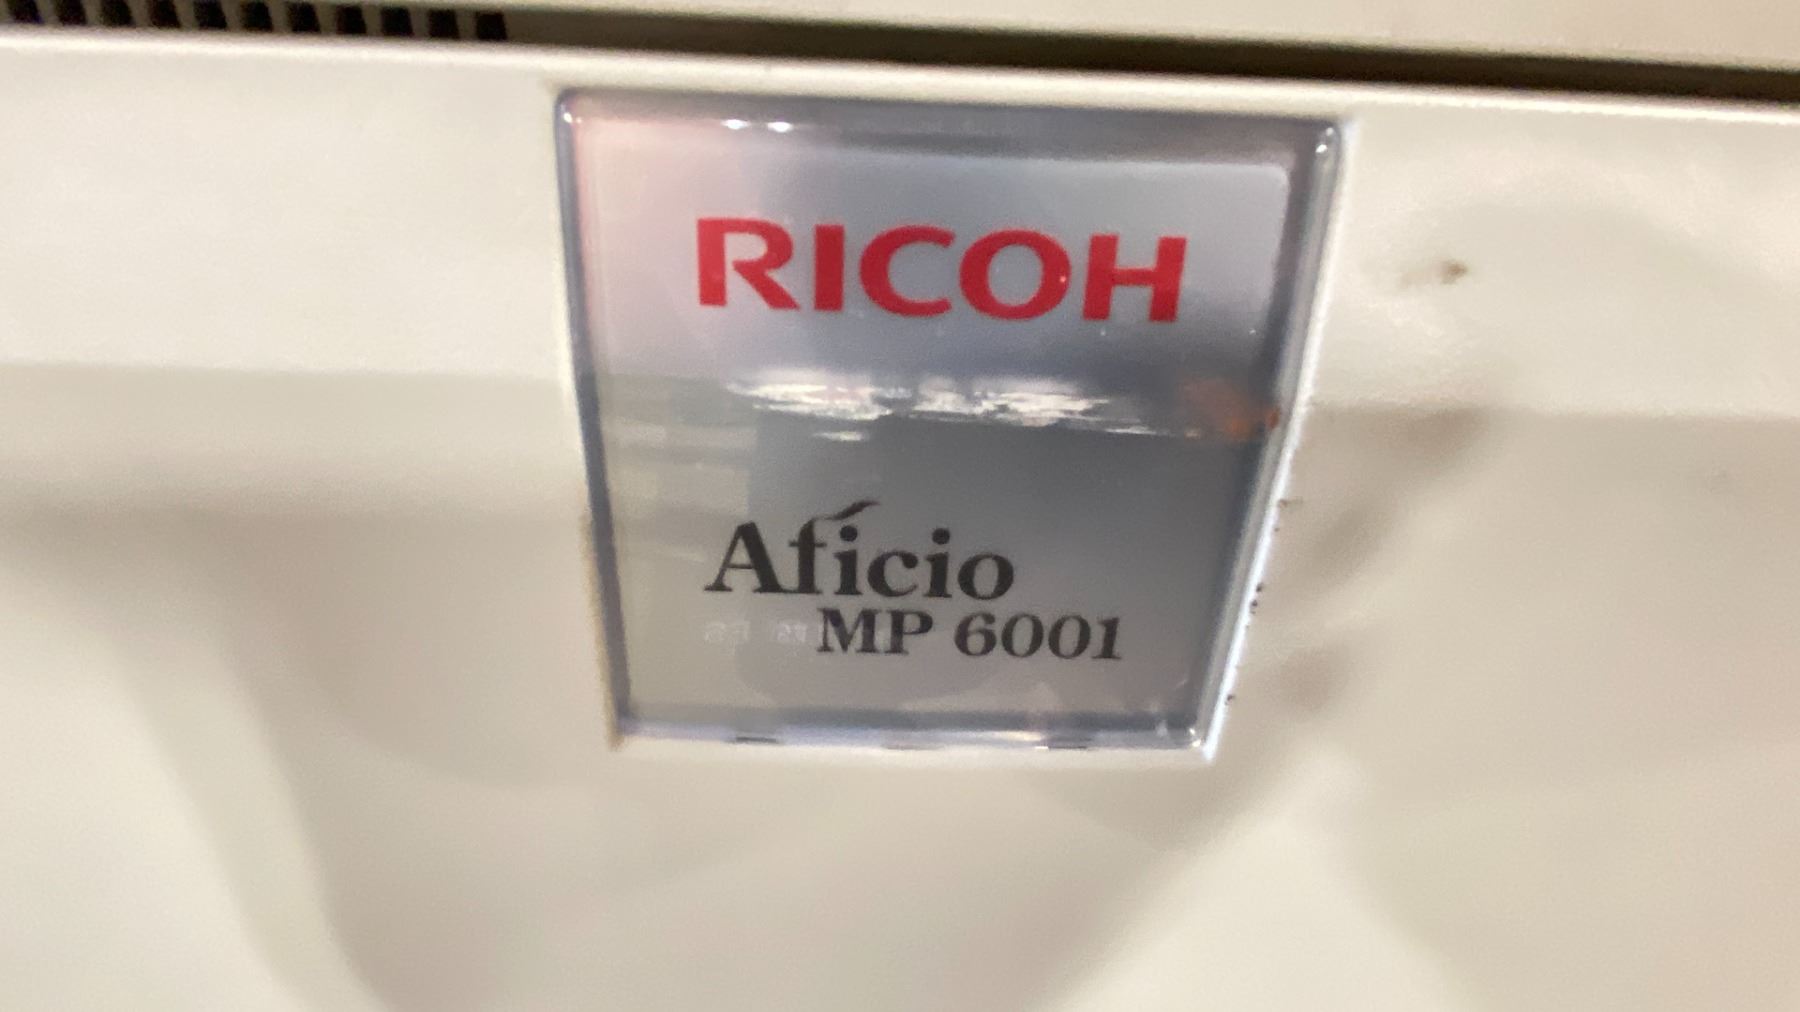 RICOH
Aficio
MP 6001